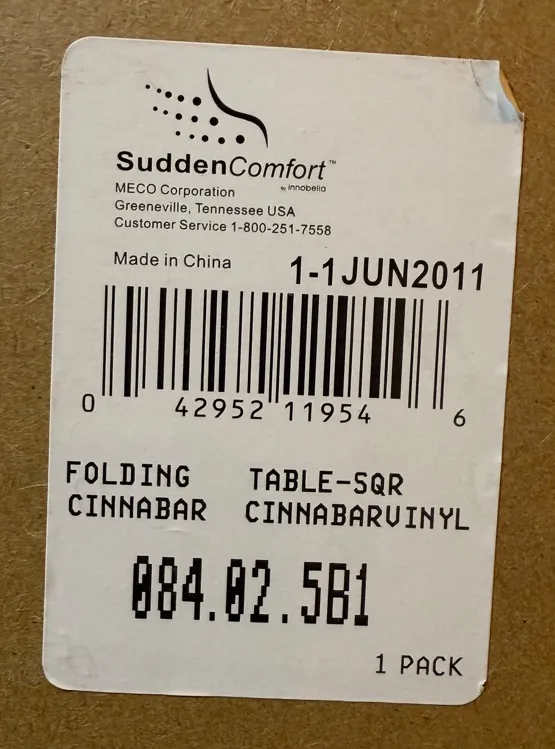 SuddenComfort™
by innobella
MECO Corporation
Greeneville, Tennessee USA
Customer Service 1-800-251-7558
Made in China 1-1JUN2011
0 42952 11954 6
FOLDING TABLE-SQR
CINNABAR CINNABARVINYL
084.02.5B1
1 PACK